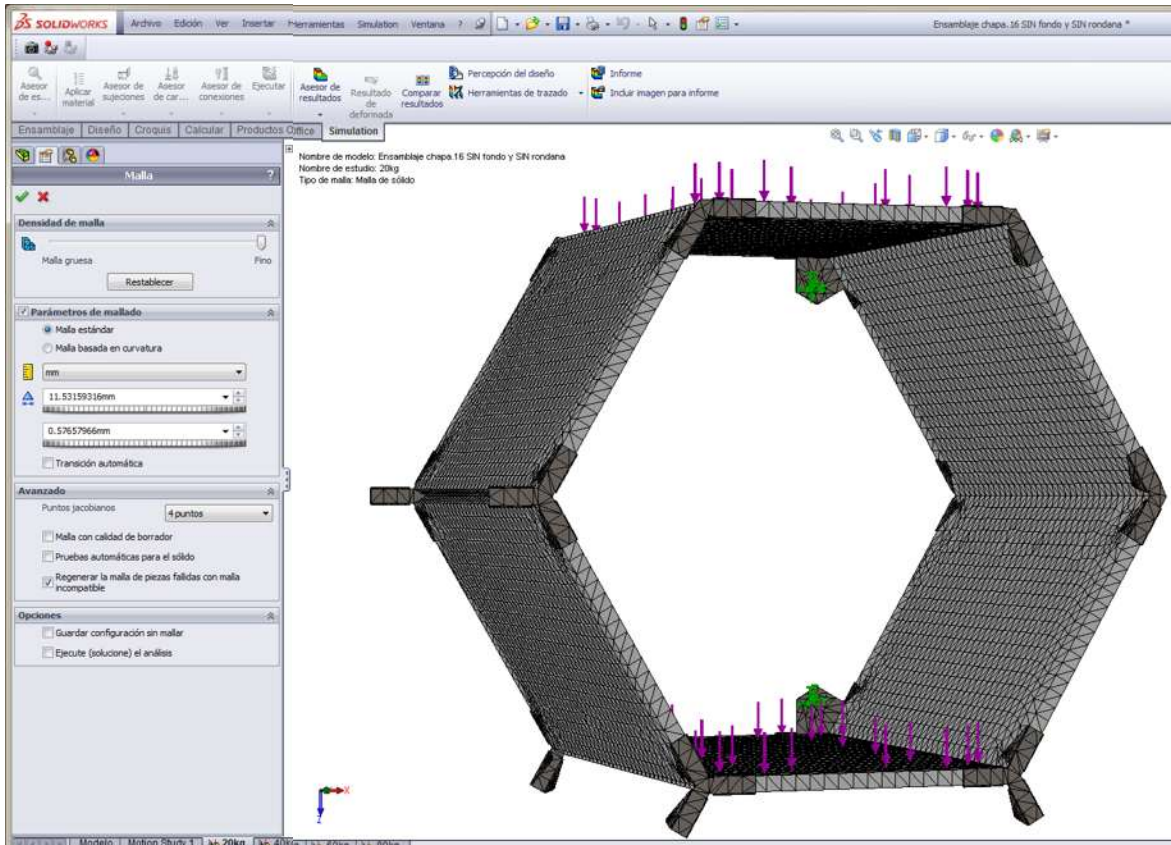 DS SOLIDWORKS Archivo Edición Ver Insertar Herramientas Simulation Ventana ? Ensamblaje chapa.16 SIN fondo y SIN rondana *
Asesor de es... Aplicar material Asesor de sujeciones Asesor de car... Asesor de conexiones Ejecutar Asesor de resultados Resultado de deformada Comparar resultados
Percepción del diseño
Herramientas de trazado
Informe
Incluir imagen para informe
Ensamblaje Diseño Croquis Calcular Productos Office Simulation
Malla ?
Nombre de modelo: Ensamblaje chapa.16 SIN fondo y SIN rondana
Nombre de estudio: 20kg
Tipo de malla: Malla de sólido
Densidad de malla
Malla gruesa Fino
Restablecer
Parámetros de mallado
Malla estándar
Malla basada en curvatura
mm
11.53159316mm
0.57657966mm
Transición automática
Avanzado
Puntos jacobianos 4 puntos
Malla con calidad de borrador
Pruebas automáticas para el sólido
Regenerar la malla de piezas fallidas con malla
incompatible
Opciones
Guardar configuración sin mallar
Ejecute (solucione) el análisis
X
Z
Modelo Motion Study 1 20kg